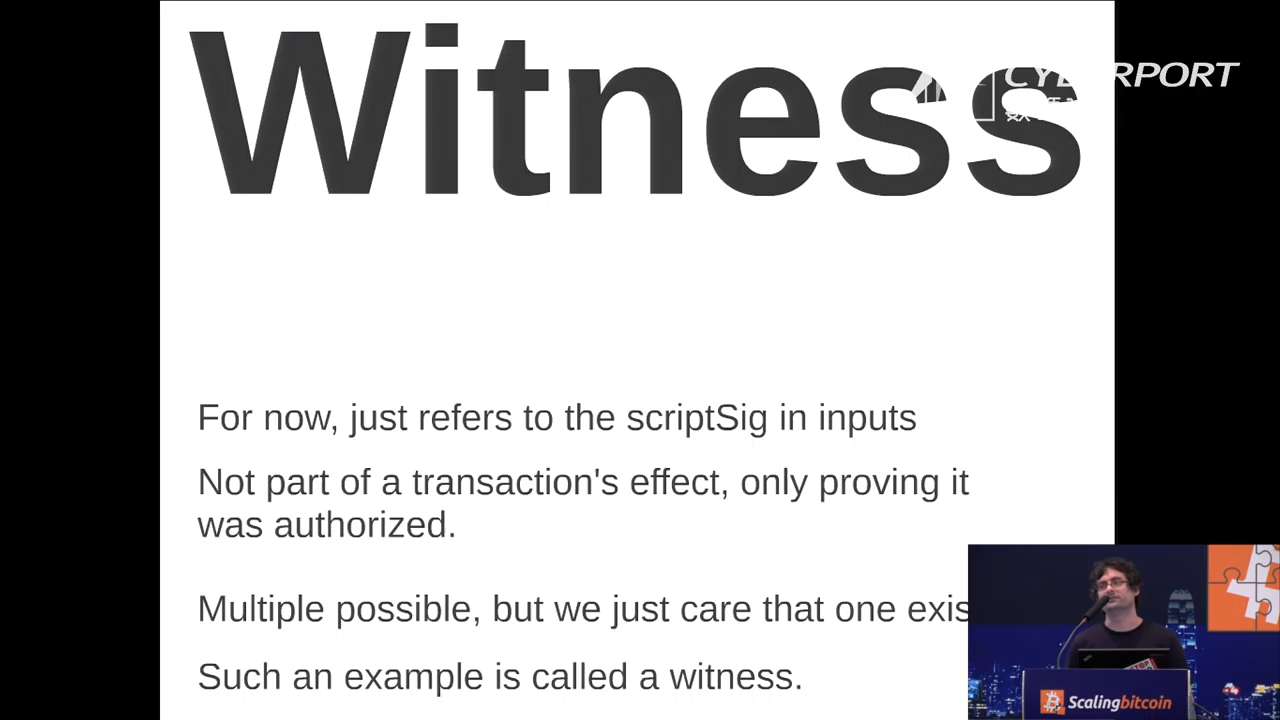 Witness
CYBERPORT
For now, just refers to the scriptSig in inputs
Not part of a transaction's effect, only proving it
was authorized.
Multiple possible, but we just care that one exis
Such an example is called a witness.
Scalingbitcoin